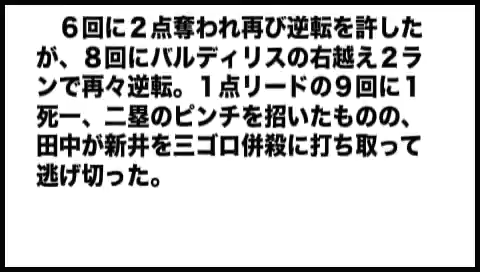 ６回に２点奪われ再び逆転を許した
が、８回にバルディリスの右越え２ラ
ンで再々逆転。１点リードの９回に１
死一、二塁のピンチを招いたものの、
田中が新井を三ゴロ併殺に打ち取って
逃げ切った。